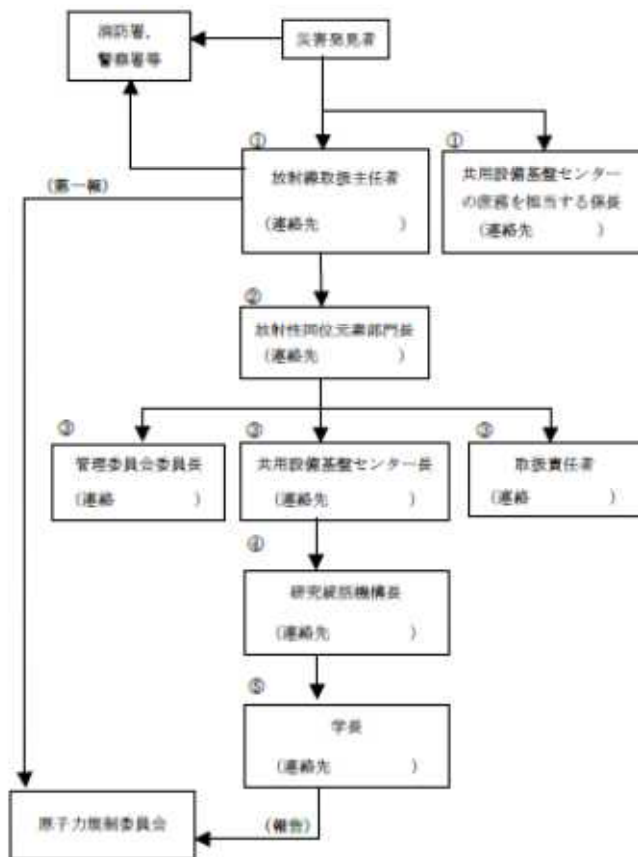 消防署，
警察署等
災害発見者
①
放射線取扱主任者
(連絡先　　　　)
①
共用設備基盤センター
の庶務を担当する係長
(連絡先　　　　)
(第一報)
②
放射性同位元素部門長
(連絡先　　　　)
③
管理委員会委員長
(連絡　　　　)
③
共用設備基盤センター長
(連絡先　　　　)
③
取扱責任者
(連絡　　　　)
④
研究統括機構長
(連絡先　　　　)
⑤
学長
(連絡先　　　　)
原子力規制委員会
(報告)